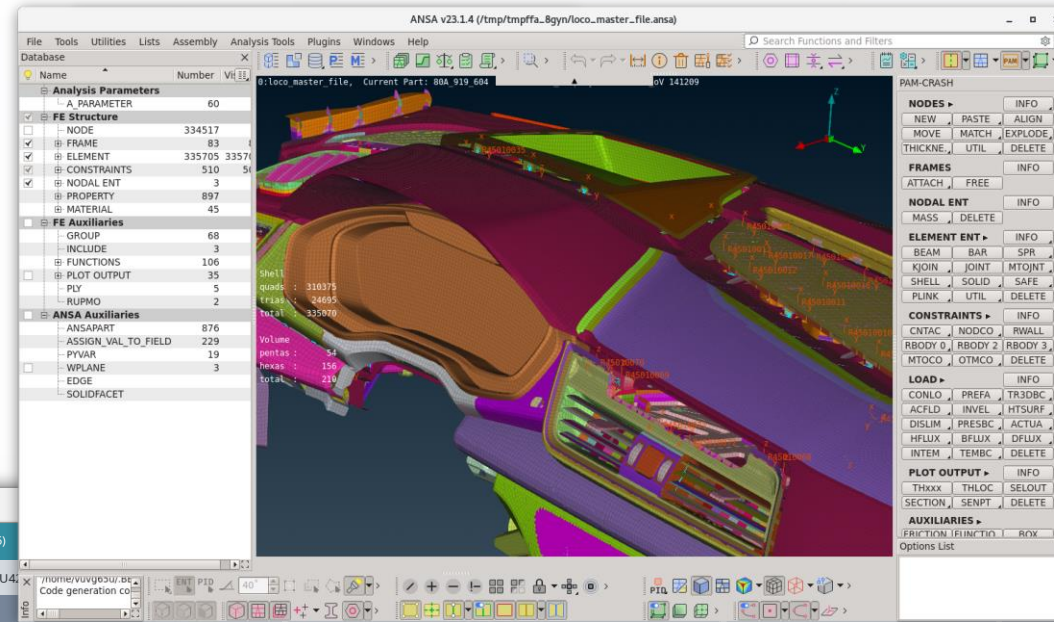 ANSA v23.1.4 (/tmp/tmpffa_8gyn/loco_master_file.ansa)
File Tools Utilities Lists Assembly Analysis Tools Plugins Windows Help
Search Functions and Filters
Database
Name Number
Analysis Parameters
A_PARAMETER 60
FE Structure
NODE 334517
FRAME 83
ELEMENT 335705
CONSTRAINTS 510
NODAL ENT 3
PROPERTY 897
MATERIAL 45
FE Auxiliaries
GROUP 68
INCLUDE 3
FUNCTIONS 106
PLOT OUTPUT 35
PLY 5
RUPMO 2
ANSA Auxiliaries
ANSAPART 876
ASSIGN_VAL_TO_FIELD 229
PYVAR 19
WPLANE 3
EDGE
SOLIDFACET
0:loco_master_file, Current Part: 80A_919_604
oV 141209
Shell
quads : 310375
trias : 24695
total : 335070
Volume
pentas : 54
hexas : 156
total : 210
PAM-CRASH
NODES INFO
NEW PASTE ALIGN
MOVE MATCH EXPLODE
THICKNE. UTIL DELETE
FRAMES INFO
ATTACH FREE
NODAL ENT INFO
MASS DELETE
ELEMENT ENT INFO
BEAM BAR SPR
KJOIN JOINT MTOJNT
SHELL SOLID SAFE
PLINK UTIL DELETE
CONSTRAINTS INFO
CNTAC NODCO RWALL
RBODY 0 RBODY 2 RBODY 3
MTOCO OTMCO DELETE
LOAD INFO
CONLO PREFA TR3DBC
ACFLD INVEL HTSURF
DISLIM PRESBC ACTUA
HFLUX BFLUX DFLUX
INTEM TEMBC DELETE
PLOT OUTPUT INFO
THxxx THLOC SELOUT
SECTION SENPT DELETE
AUXILIARIES
FRICTION FUNCTIO BOX
Options List
Info
Code generation co
ENT PID 40°
PID